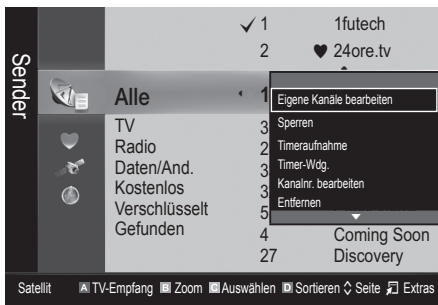 Sender
1 1futech
2 24ore.tv
Alle 1
TV 3
Radio 2
Daten/And. 3
Kostenlos 3
Verschlüsselt 5
Gefunden 4 Coming Soon
27 Discovery
Eigene Kanäle bearbeiten
Sperren
Timeraufnahme
Timer-Wdg.
Kanalnr. bearbeiten
Entfernen
Satellit A TV-Empfang B Zoom C Auswählen D Sortieren Seite Extras